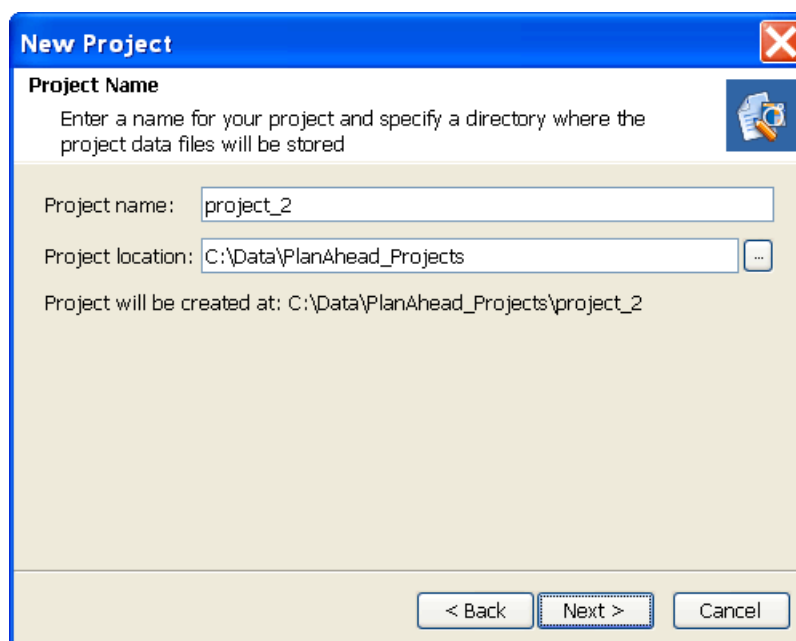 New Project
Project Name
Enter a name for your project and specify a directory where the
project data files will be stored
Project name: project_2
Project location: C:\Data\PlanAhead_Projects ...
Project will be created at: C:\Data\PlanAhead_Projects\project_2
< Back Next > Cancel